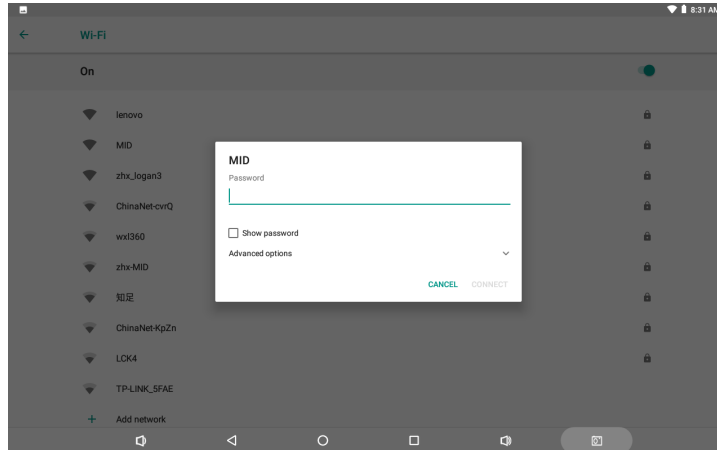 8:31 AM
Wi-Fi
On
lenovo
MID
zhx_logan3
ChinaNet-cvrQ
wxl360
zhx-MID
知足
ChinaNet-KpZn
LCK4
TP-LINK_5FAE
Add network
MID
Password
Show password
Advanced options
CANCEL CONNECT